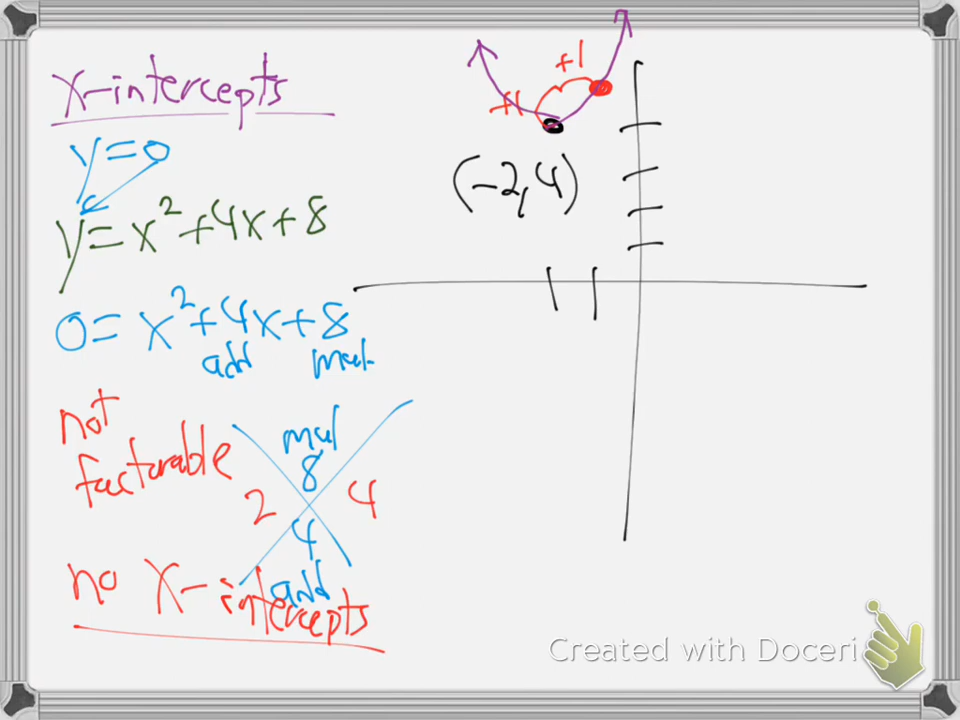 x-intercepts
y=0
y=x²+4x+8
0=x²+4x+8
add mult
not
factorable
mul
8
2 4
4
add
no x-intercepts
+1
+1
(-2,4)
Created with Doceri